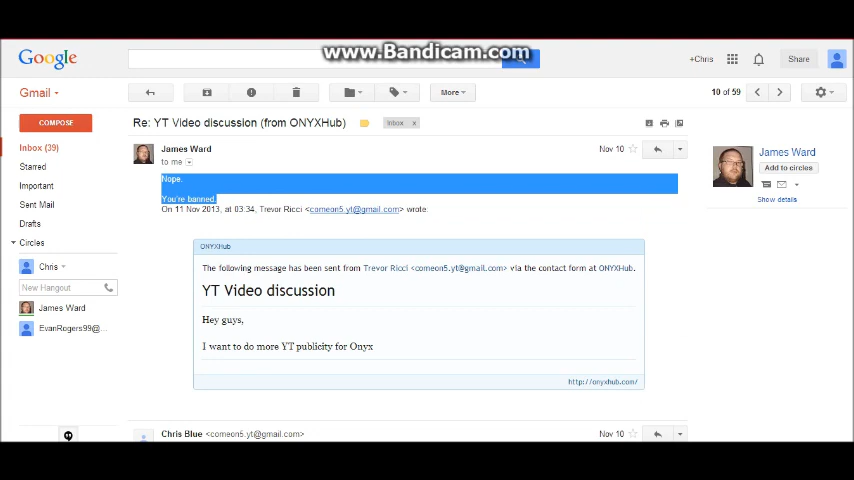 www.Bandicam.com
Google
+Chris
Share
Gmail
More
10 of 59
COMPOSE
Re: YT Video discussion (from ONYXHub)
Inbox x
Inbox (39)
Starred
Important
Sent Mail
Drafts
Circles
Chris
New Hangout
James Ward
EvanRogers99@...
James Ward
to me
Nov 10
Nope.
You're banned.
On 11 Nov 2013, at 03:34, Trevor Ricci <comeon5.yt@gmail.com> wrote:
ONYXHub
The following message has been sent from Trevor Ricci <comeon5.yt@gmail.com> via the contact form at ONYXHub.
YT Video discussion
Hey guys,
I want to do more YT publicity for Onyx
http://onyxhub.com/
Chris Blue <comeon5.yt@gmail.com>
Nov 10
James Ward
Add to circles
Show details